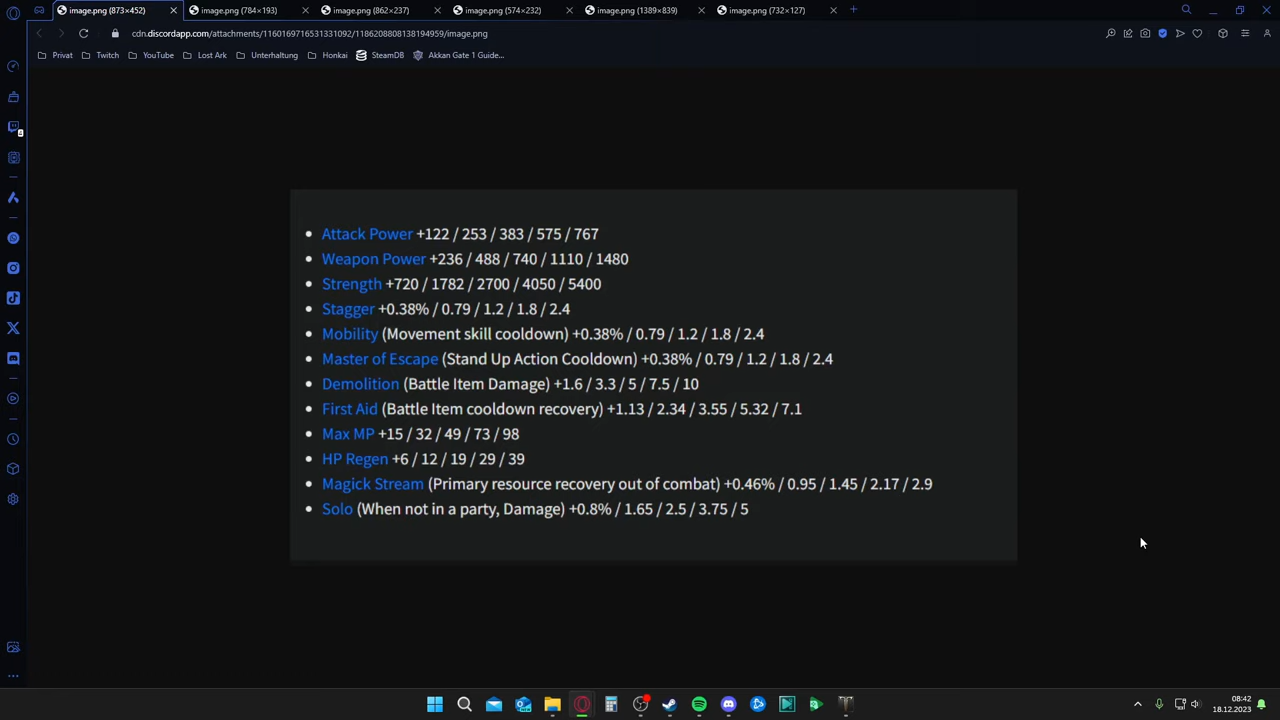 image.png (873×452)
image.png (784×193)
image.png (862×237)
image.png (574×232)
image.png (1389×839)
image.png (732×127)
cdn.discordapp.com/attachments/1160169716531331092/1186208808138194959/image.png
Privat
Twitch
YouTube
Lost Ark
Unterhaltung
Honkai
SteamDB
Akkan Gate 1 Guide...
Attack Power +122 / 253 / 383 / 575 / 767
Weapon Power +236 / 488 / 740 / 1110 / 1480
Strength +720 / 1782 / 2700 / 4050 / 5400
Stagger +0.38% / 0.79 / 1.2 / 1.8 / 2.4
Mobility (Movement skill cooldown) +0.38% / 0.79 / 1.2 / 1.8 / 2.4
Master of Escape (Stand Up Action Cooldown) +0.38% / 0.79 / 1.2 / 1.8 / 2.4
Demolition (Battle Item Damage) +1.6 / 3.3 / 5 / 7.5 / 10
First Aid (Battle Item cooldown recovery) +1.13 / 2.34 / 3.55 / 5.32 / 7.1
Max MP +15 / 32 / 49 / 73 / 98
HP Regen +6 / 12 / 19 / 29 / 39
Magick Stream (Primary resource recovery out of combat) +0.46% / 0.95 / 1.45 / 2.17 / 2.9
Solo (When not in a party, Damage) +0.8% / 1.65 / 2.5 / 3.75 / 5
08:42
18.12.2023